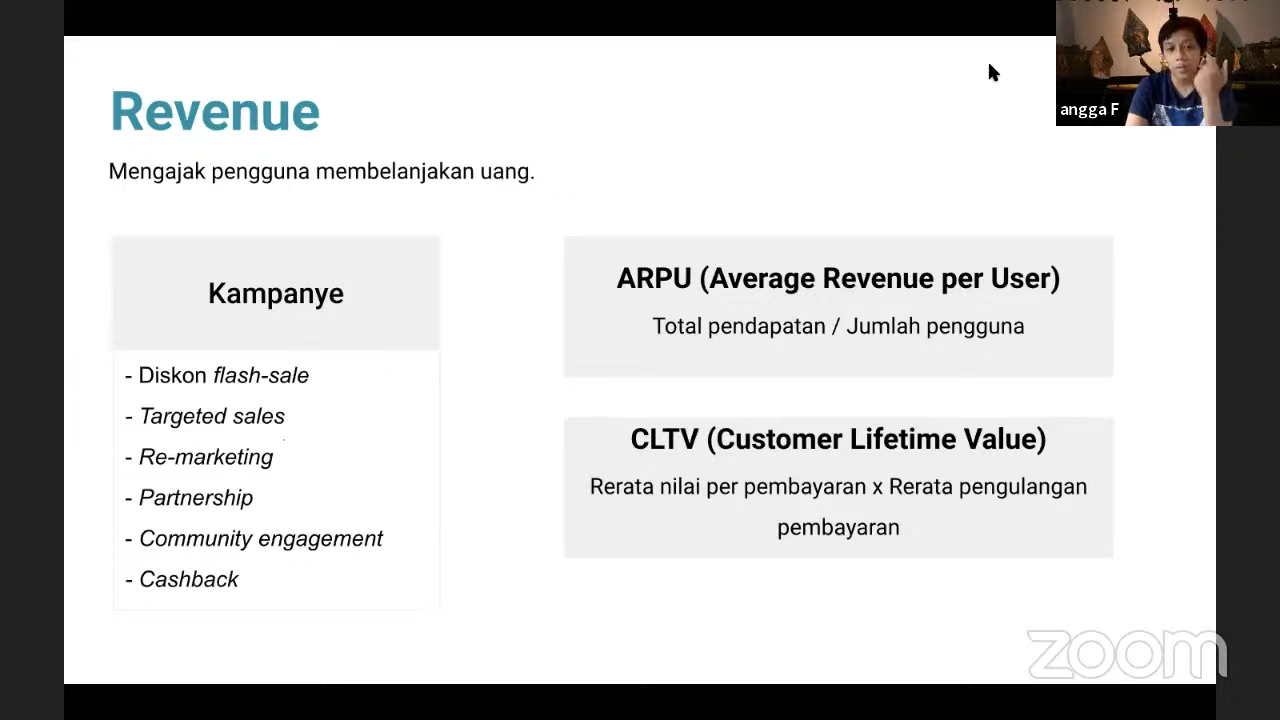 angga F
Revenue
Mengajak pengguna membelanjakan uang.
Kampanye
- Diskon flash-sale
- Targeted sales
- Re-marketing
- Partnership
- Community engagement
- Cashback
ARPU (Average Revenue per User)
Total pendapatan / Jumlah pengguna
CLTV (Customer Lifetime Value)
Rerata nilai per pembayaran x Rerata pengulangan
pembayaran
zoom